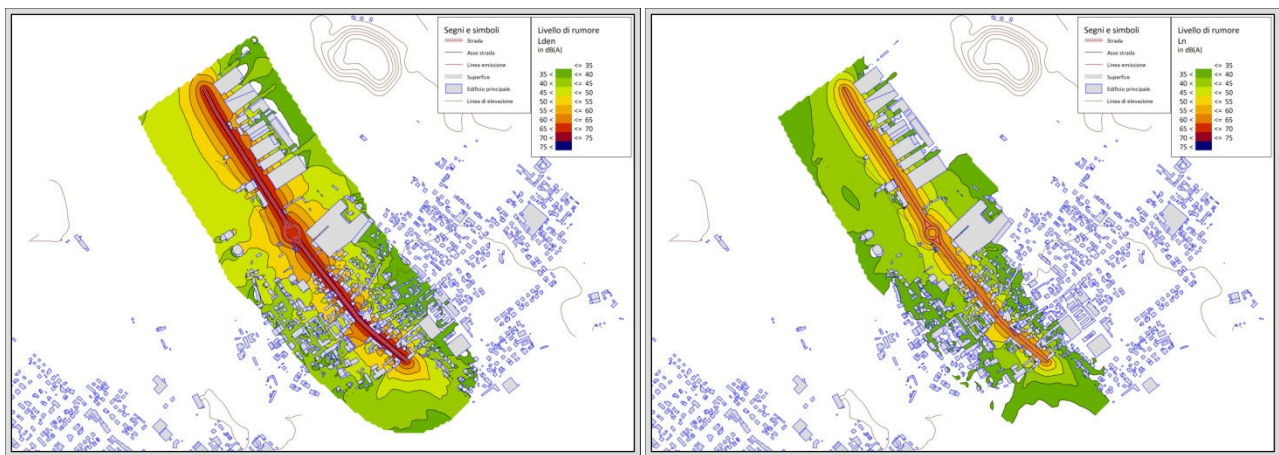 Segni e simboli
Strada
Asse strada
Linea emissione
Superfice
Edificio principale
Linea di elevazione
Livello di rumore
Lden
in dB(A)
<= 35
35 < <= 40
40 < <= 45
45 < <= 50
50 < <= 55
55 < <= 60
60 < <= 65
65 < <= 70
70 < <= 75
75 <
Segni e simboli
Strada
Asse strada
Linea emissione
Superfice
Edificio principale
Linea di elevazione
Livello di rumore
Ln
in dB(A)
<= 35
35 < <= 40
40 < <= 45
45 < <= 50
50 < <= 55
55 < <= 60
60 < <= 65
65 < <= 70
70 < <= 75
75 <